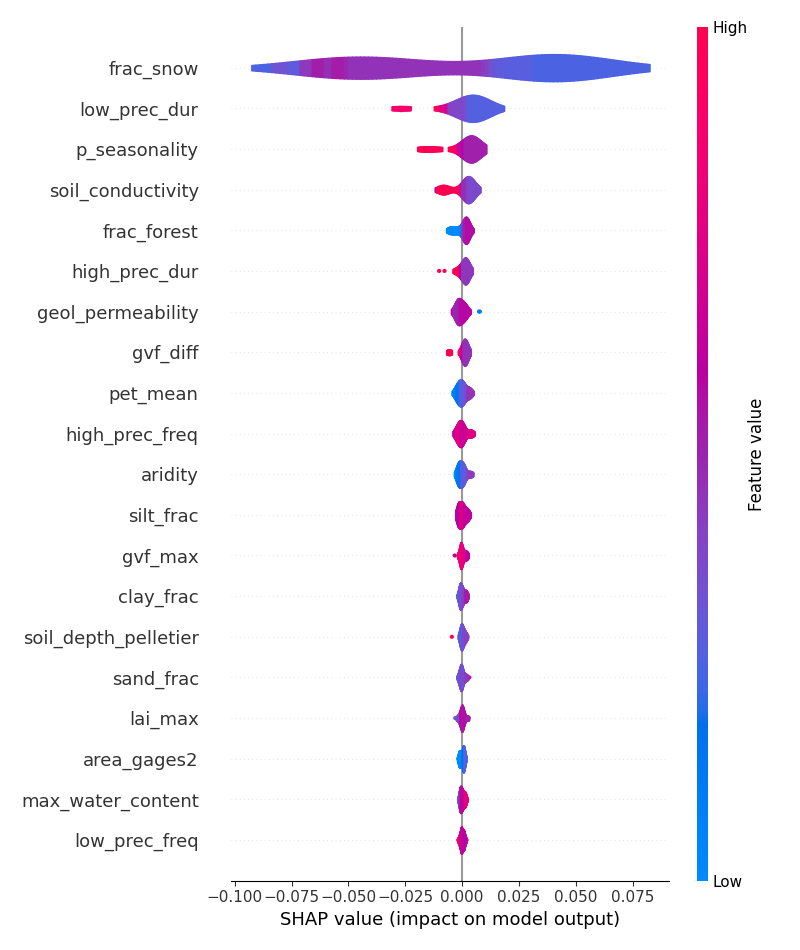 High
frac_snow
low_prec_dur
p_seasonality
soil_conductivity
frac_forest
high_prec_dur
geol_permeability
gvf_diff
pet_mean
high_prec_freq
aridity
silt_frac
gvf_max
clay_frac
soil_depth_pelletier
sand_frac
lai_max
area_gages2
max_water_content
low_prec_freq
Feature value
Low
−0.100 −0.075 −0.050 −0.025 0.000 0.025 0.050 0.075
SHAP value (impact on model output)